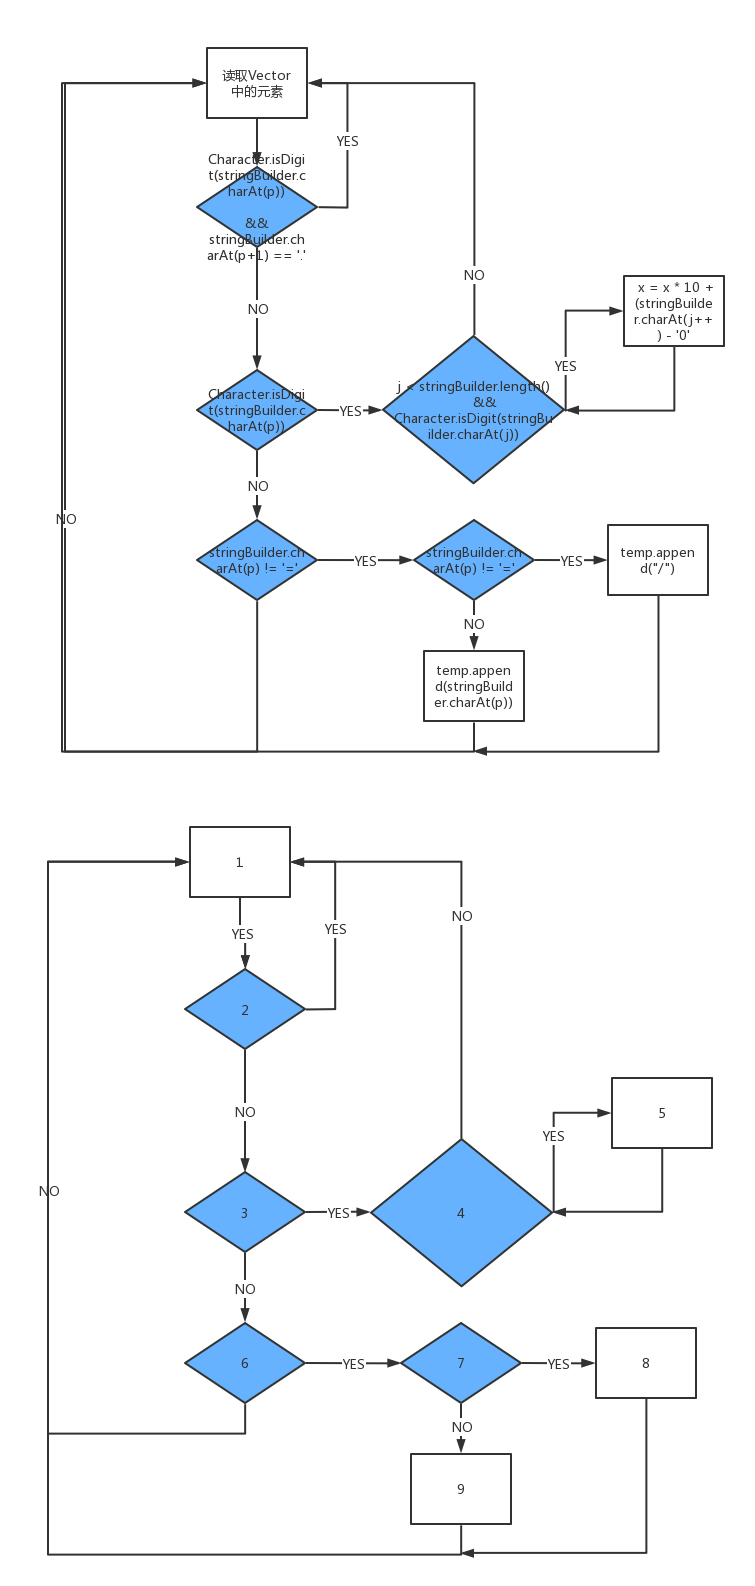 读取Vector
中的元素
YES
Character.isDigi
t(stringBuilder.c
harAt(p))
&&
stringBuilder.ch
arAt(p+1) == '.'
NO
NO
x = x * 10 +
(stringBuilde
r.charAt(j++
) - '0'
YES
Character.isDigi
t(stringBuilder.c
harAt(p))
YES
j < stringBuilder.length()
&&
Character.isDigit(stringBu
ilder.charAt(j))
NO
NO
stringBuilder.ch
arAt(p) != '='
YES
stringBuilder.ch
arAt(p) != '='
YES
temp.appen
d("/")
NO
temp.appen
d(stringBuild
er.charAt(p))
1
NO
YES
YES
2
NO
5
YES
NO
3
YES
4
NO
6
YES
7
YES
8
NO
9